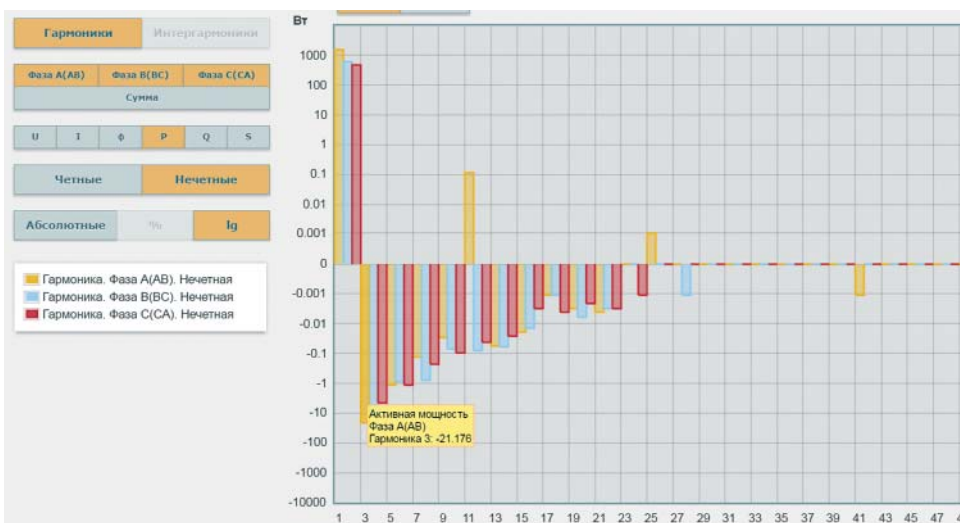 Гармоники Интергармоники
Фаза A(AB) Фаза B(BC) Фаза C(CA)
Сумма
U I ϕ P Q S
Четные Нечетные
Абсолютные % lg
Гармоника. Фаза A(AB). Нечетная
Гармоника. Фаза B(BC). Нечетная
Гармоника. Фаза C(CA). Нечетная
Вт
1000
100
10
1
0.1
0.01
0.001
0
-0.001
-0.01
-0.1
-1
-10
-100
-1000
-10000
Активная мощность
Фаза A(AB)
Гармоника 3: -21.176
1 3 5 7 9 11 13 15 17 19 21 23 25 27 29 31 33 35 37 39 41 43 45 47